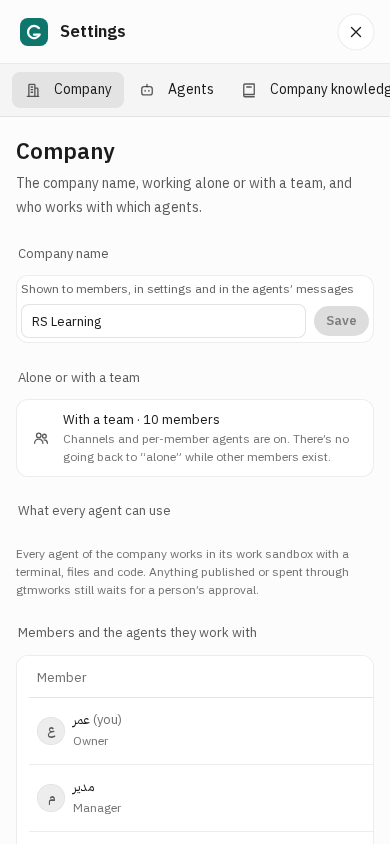 G Settings
Company
Agents
Company knowledg
Company
The company name, working alone or with a team, and
who works with which agents.
Company name
Shown to members, in settings and in the agents' messages
RS Learning
Save
Alone or with a team
With a team · 10 members
Channels and per-member agents are on. There's no
going back to “alone” while other members exist.
What every agent can use
Every agent of the company works in its work sandbox with a
terminal, files and code. Anything published or spent through
gtmworks still waits for a person's approval.
Members and the agents they work with
Member
ع
عمر (you)
Owner
م
مدير
Manager